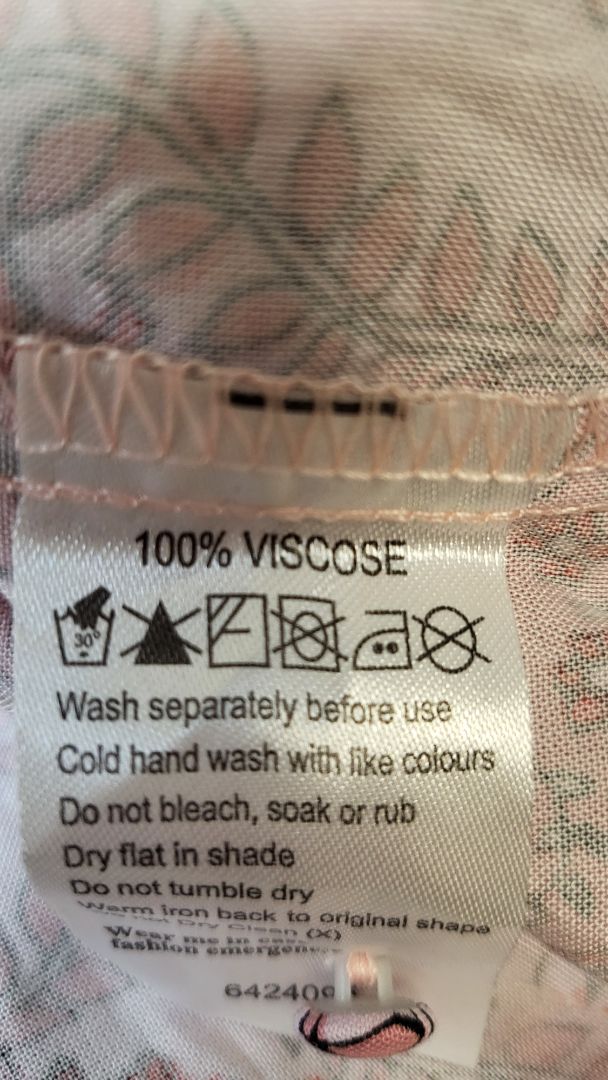 100% VISCOSE
30°
Wash separately before use
Cold hand wash with like colours
Do not bleach, soak or rub
Dry flat in shade
Do not tumble dry
Warm iron back to original shape
Dry Clean (X)
Wear me in
fashion
642409